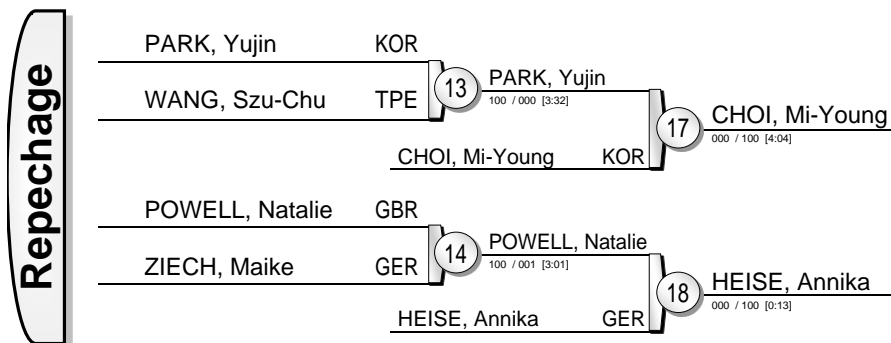 Repechage
PARK, Yujin KOR
WANG, Szu-Chu TPE
13
PARK, Yujin
100 / 000 [3:32]
CHOI, Mi-Young KOR
17
CHOI, Mi-Young
000 / 100 [4:04]
POWELL, Natalie GBR
ZIECH, Maike GER
14
POWELL, Natalie
100 / 001 [3:01]
HEISE, Annika GER
18
HEISE, Annika
000 / 100 [0:13]